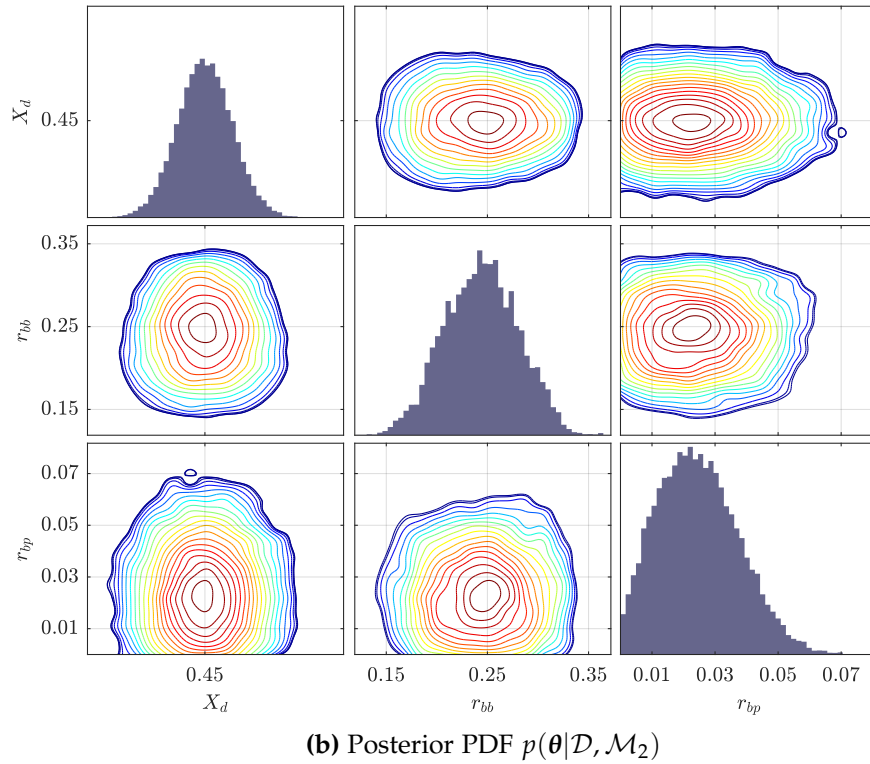 X_d
0.45
r_bb
0.35
0.25
0.15
r_bp
0.07
0.05
0.03
0.01
0.45 0.15 0.25 0.35 0.01 0.03 0.05 0.07
X_d r_bb r_bp
(b) Posterior PDF p(θ|𝒟, ℳ₂)